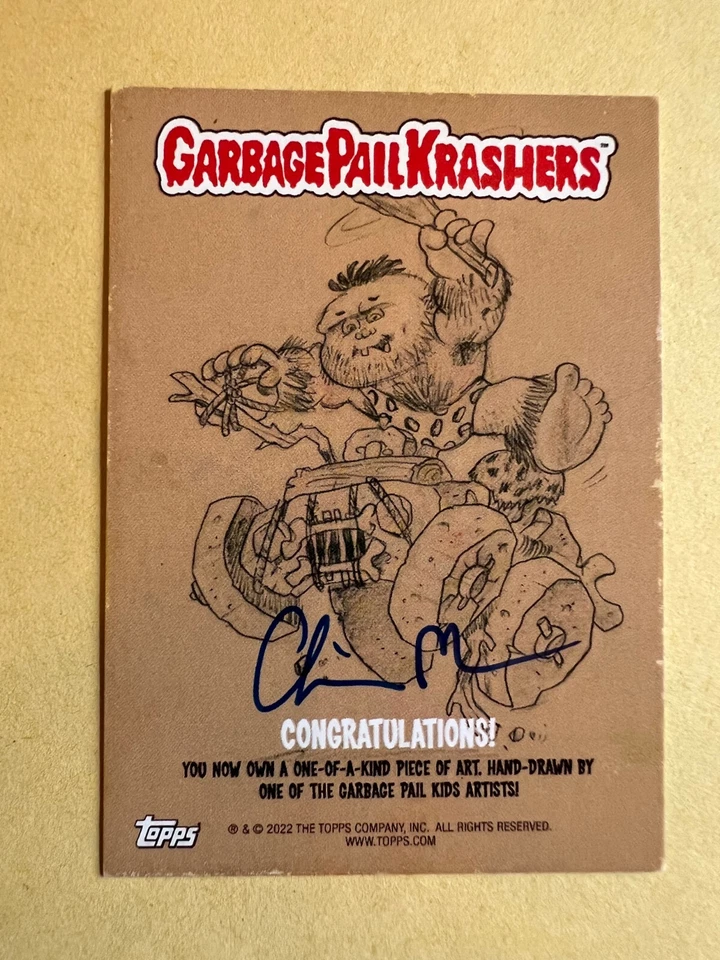 GARBAGE PAIL KRASHERS™
CONGRATULATIONS!
YOU NOW OWN A ONE-OF-A-KIND PIECE OF ART. HAND-DRAWN BY
ONE OF THE GARBAGE PAIL KIDS ARTISTS!
topps
® & © 2022 THE TOPPS COMPANY, INC. ALL RIGHTS RESERVED.
WWW.TOPPS.COM